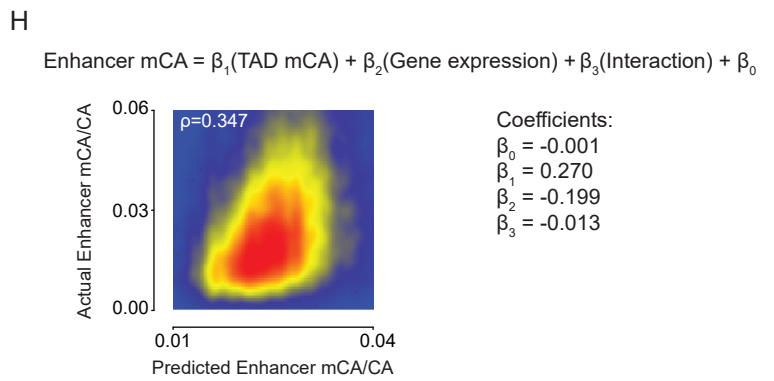 H
Enhancer mCA = β₁(TAD mCA) + β₂(Gene expression) + β₃(Interaction) + β₀
ρ=0.347
Actual Enhancer mCA/CA
0.06
0.03
0.00
0.01
0.04
Predicted Enhancer mCA/CA
Coefficients:
β₀ = -0.001
β₁ = 0.270
β₂ = -0.199
β₃ = -0.013